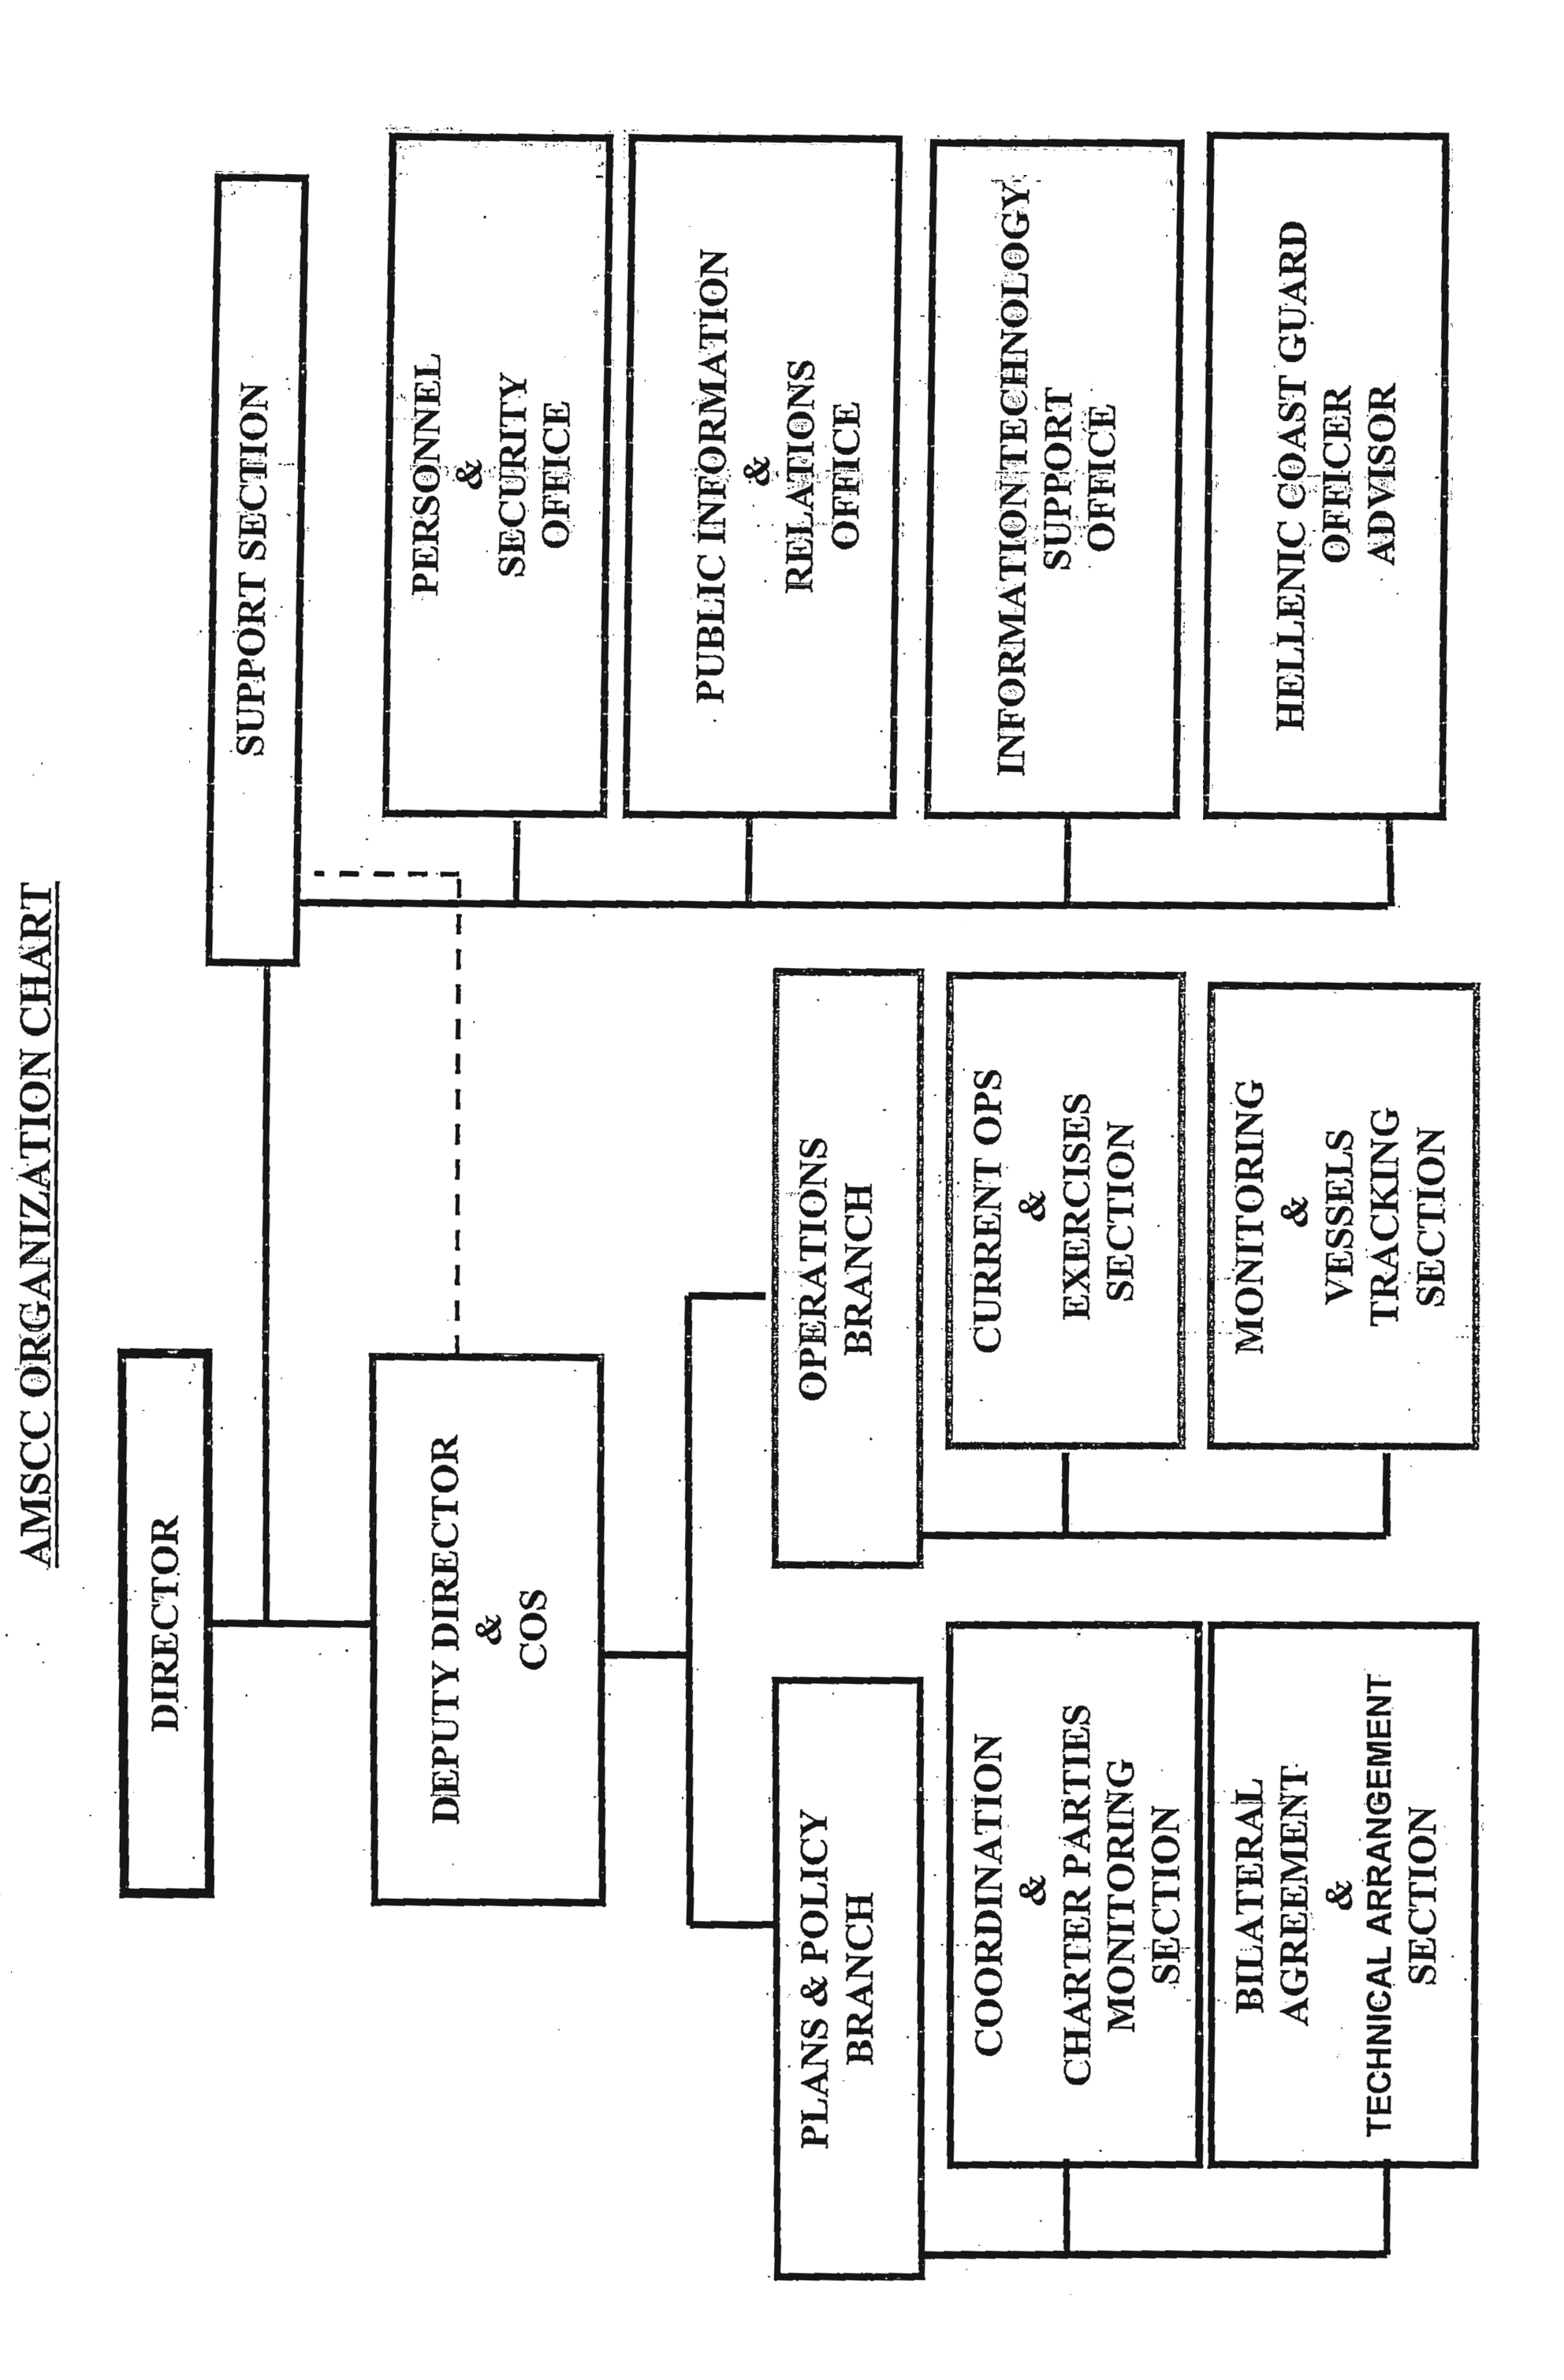 AMSCC ORGANIZATION CHART
DIRECTOR
SUPPORT SECTION
DEPUTY DIRECTOR
&
COS
PERSONNEL
&
SECURITY
OFFICE
PUBLIC INFORMATION
&
RELATIONS
OFFICE
INFORMATION TECHNOLOGY
SUPPORT
OFFICE
HELLENIC COAST GUARD
OFFICER
ADVISOR
PLANS & POLICY
BRANCH
COORDINATION
&
CHARTER PARTIES
MONITORING
SECTION
BILATERAL
AGREEMENT
&
TECHNICAL ARRANGEMENT
SECTION
OPERATIONS
BRANCH
CURRENT OPS
&
EXERCISES
SECTION
MONITORING
&
VESSELS
TRACKING
SECTION